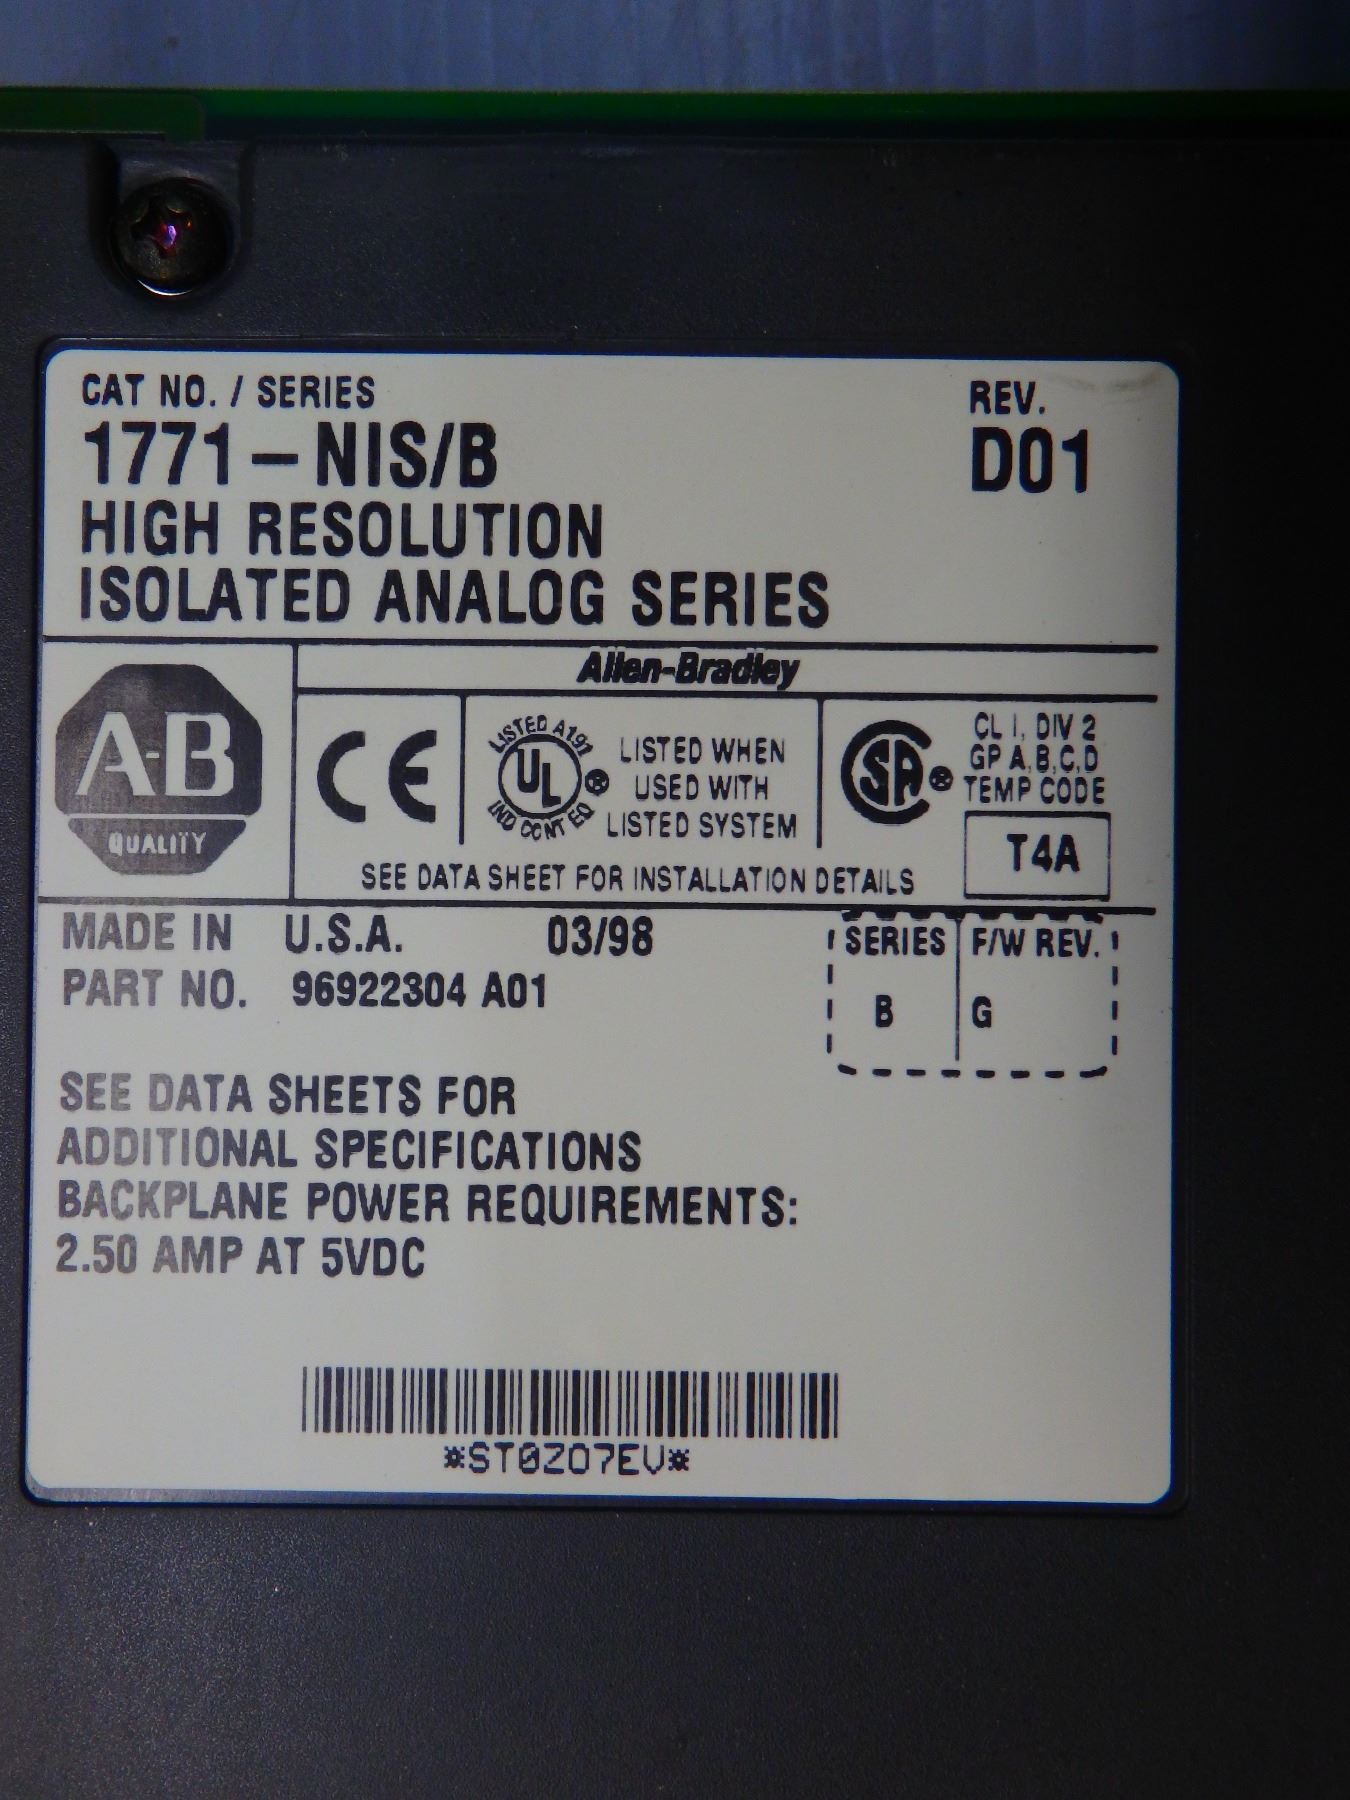 CAT NO. / SERIES
REV.
1771-NIS/B
D01
HIGH RESOLUTION
ISOLATED ANALOG SERIES
Allen-Bradley
A-B
QUALITY
CE
LISTED A197
UL
®
IND CONT EQ
LISTED WHEN
USED WITH
LISTED SYSTEM
SA
®
CL I, DIV 2
GP A,B,C,D
TEMP CODE
T4A
SEE DATA SHEET FOR INSTALLATION DETAILS
MADE IN U.S.A. 03/98
PART NO. 96922304 A01
SERIES F/W REV.
B G
SEE DATA SHEETS FOR
ADDITIONAL SPECIFICATIONS
BACKPLANE POWER REQUIREMENTS:
2.50 AMP AT 5VDC
*ST0ZO7EV*